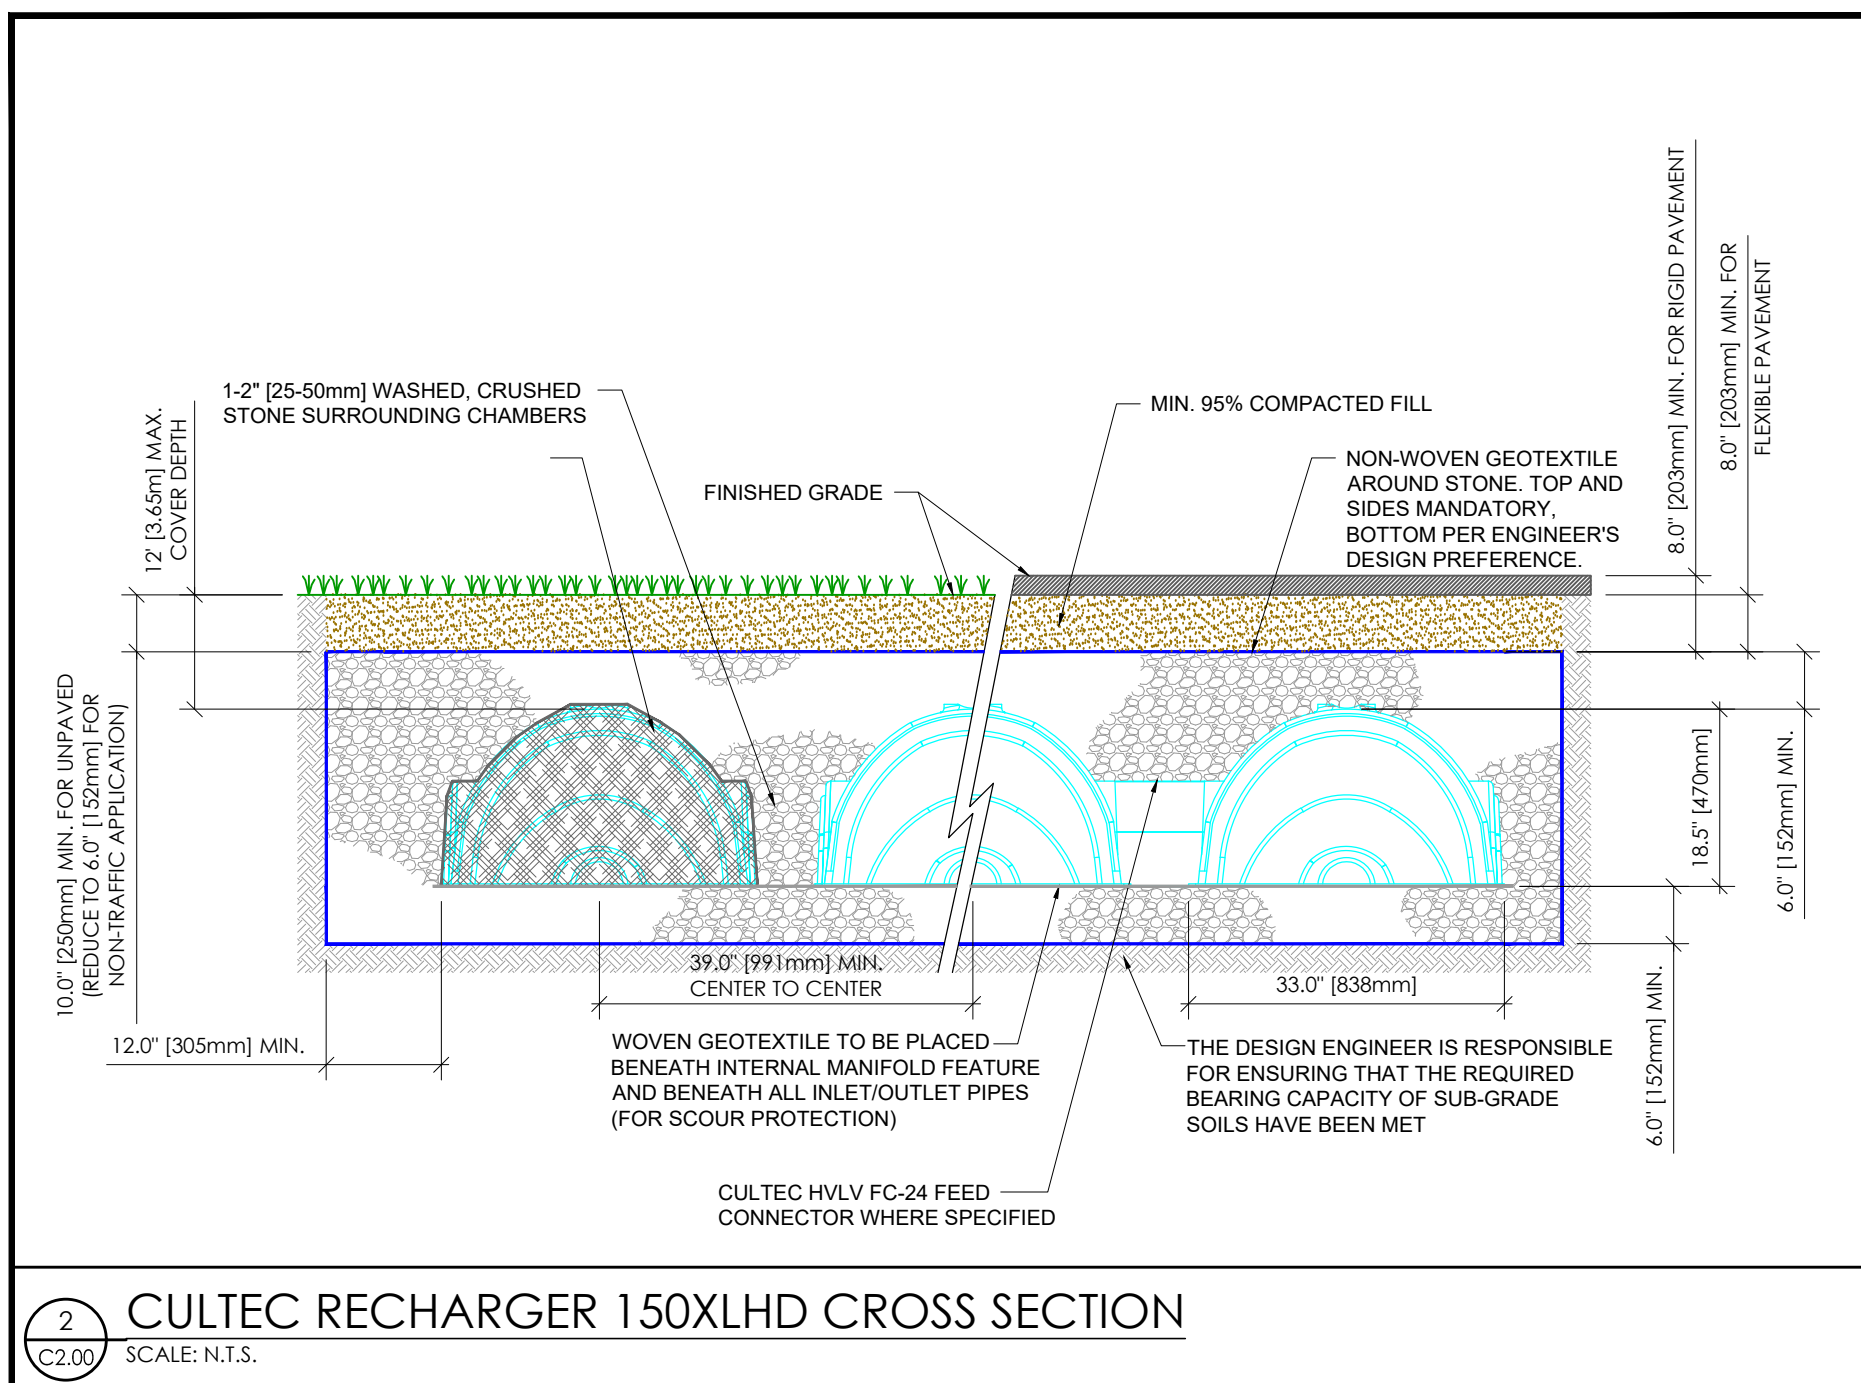 8.0" [203mm] MIN. FOR RIGID PAVEMENT
8.0" [203mm] MIN. FOR
FLEXIBLE PAVEMENT
1-2" [25-50mm] WASHED, CRUSHED
STONE SURROUNDING CHAMBERS
MIN. 95% COMPACTED FILL
12' [3.65m] MAX.
COVER DEPTH
NON-WOVEN GEOTEXTILE
AROUND STONE. TOP AND
SIDES MANDATORY,
BOTTOM PER ENGINEER'S
DESIGN PREFERENCE.
FINISHED GRADE
10.0" [250mm] MIN. FOR UNPAVED
(REDUCE TO 6.0" [152mm] FOR
NON-TRAFFIC APPLICATION)
18.5" [470mm]
6.0" [152mm] MIN.
39.0" [991mm] MIN.
CENTER TO CENTER
33.0" [838mm]
6.0" [152mm] MIN.
12.0" [305mm] MIN.
WOVEN GEOTEXTILE TO BE PLACED
BENEATH INTERNAL MANIFOLD FEATURE
AND BENEATH ALL INLET/OUTLET PIPES
(FOR SCOUR PROTECTION)
THE DESIGN ENGINEER IS RESPONSIBLE
FOR ENSURING THAT THE REQUIRED
BEARING CAPACITY OF SUB-GRADE
SOILS HAVE BEEN MET
CULTEC HVLV FC-24 FEED
CONNECTOR WHERE SPECIFIED
2
C2.00
CULTEC RECHARGER 150XLHD CROSS SECTION
SCALE: N.T.S.